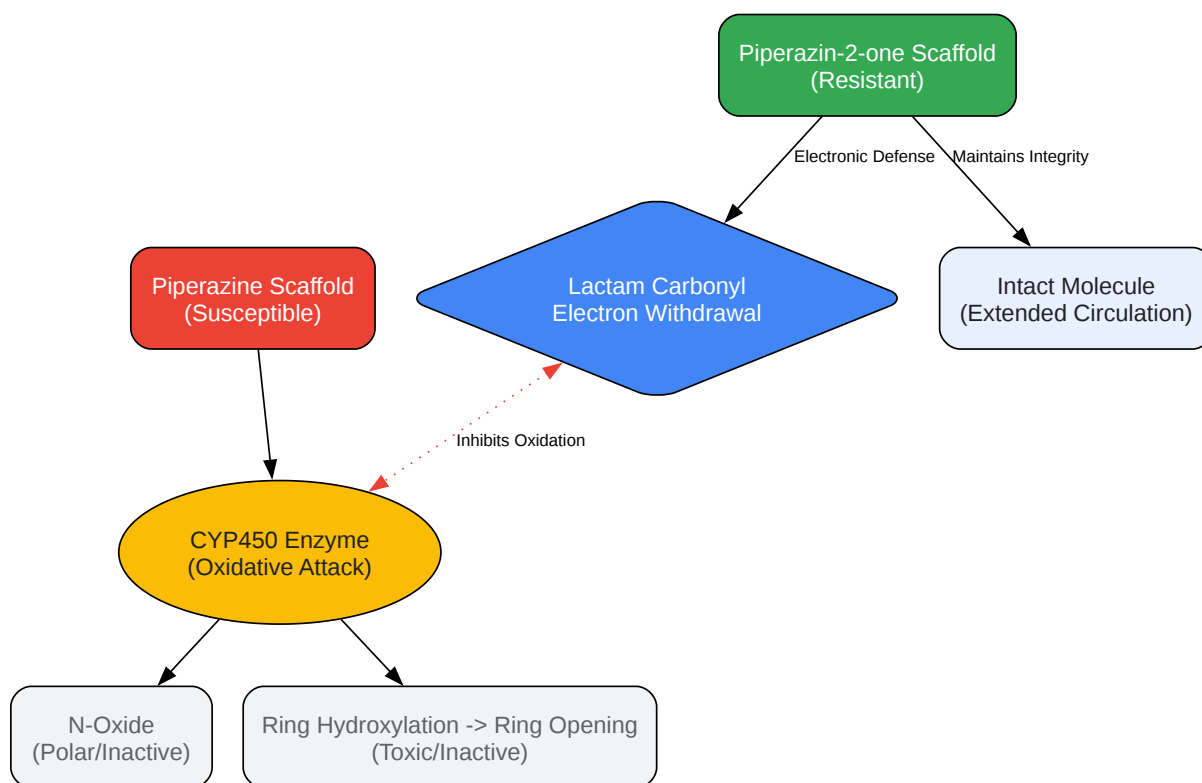 Piperazin-2-one Scaffold
(Resistant)
Electronic Defense
Maintains Integrity
Piperazine Scaffold
(Susceptible)
Lactam Carbonyl
Electron Withdrawal
Intact Molecule
(Extended Circulation)
Inhibits Oxidation
CYP450 Enzyme
(Oxidative Attack)
N-Oxide
(Polar/Inactive)
Ring Hydroxylation -> Ring Opening
(Toxic/Inactive)